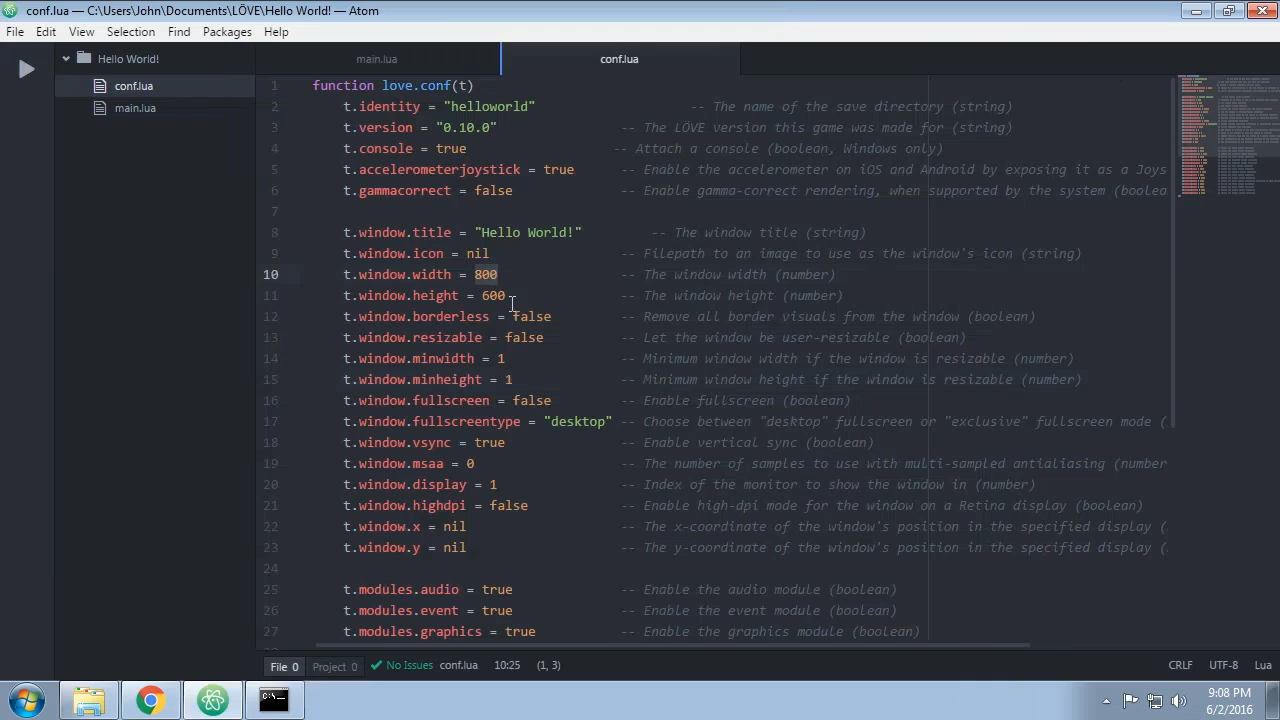 conf.lua — C:\Users\John\Documents\LÖVE\Hello World! — Atom
File Edit View Selection Find Packages Help
Hello World!
conf.lua
main.lua
main.lua conf.lua
1 function love.conf(t)
2 t.identity = "helloworld" -- The name of the save directory (string)
3 t.version = "0.10.0" -- The LÖVE version this game was made for (string)
4 t.console = true -- Attach a console (boolean, Windows only)
5 t.accelerometerjoystick = true -- Enable the accelerometer on iOS and Android by exposing it as a Joys
6 t.gammacorrect = false -- Enable gamma-correct rendering, when supported by the system (boolea
7
8 t.window.title = "Hello World!" -- The window title (string)
9 t.window.icon = nil -- Filepath to an image to use as the window's icon (string)
10 t.window.width = 800 -- The window width (number)
11 t.window.height = 600 -- The window height (number)
12 t.window.borderless = false -- Remove all border visuals from the window (boolean)
13 t.window.resizable = false -- Let the window be user-resizable (boolean)
14 t.window.minwidth = 1 -- Minimum window width if the window is resizable (number)
15 t.window.minheight = 1 -- Minimum window height if the window is resizable (number)
16 t.window.fullscreen = false -- Enable fullscreen (boolean)
17 t.window.fullscreentype = "desktop" -- Choose between "desktop" fullscreen or "exclusive" fullscreen mode (
18 t.window.vsync = true -- Enable vertical sync (boolean)
19 t.window.msaa = 0 -- The number of samples to use with multi-sampled antialiasing (number
20 t.window.display = 1 -- Index of the monitor to show the window in (number)
21 t.window.highdpi = false -- Enable high-dpi mode for the window on a Retina display (boolean)
22 t.window.x = nil -- The x-coordinate of the window's position in the specified display (
23 t.window.y = nil -- The y-coordinate of the window's position in the specified display (
24
25 t.modules.audio = true -- Enable the audio module (boolean)
26 t.modules.event = true -- Enable the event module (boolean)
27 t.modules.graphics = true -- Enable the graphics module (boolean)
File 0 Project 0 No Issues conf.lua 10:25 (1, 3) CRLF UTF-8 Lua
9:08 PM
6/2/2016